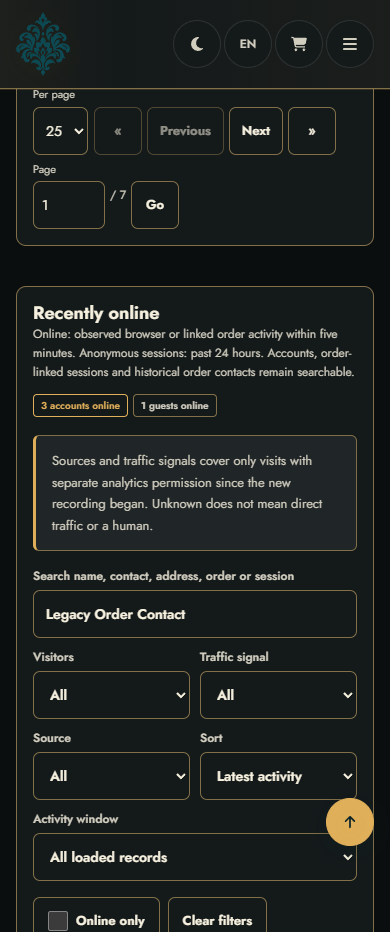 EN
Per page
25 « Previous Next »
Page
1 / 7 Go
Recently online
Online: observed browser or linked order activity within five
minutes. Anonymous sessions: past 24 hours. Accounts, order-
linked sessions and historical order contacts remain searchable.
3 accounts online 1 guests online
Sources and traffic signals cover only visits with
separate analytics permission since the new
recording began. Unknown does not mean direct
traffic or a human.
Search name, contact, address, order or session
Legacy Order Contact
Visitors Traffic signal
All All
Source Sort
All Latest activity
Activity window
All loaded records
Online only Clear filters